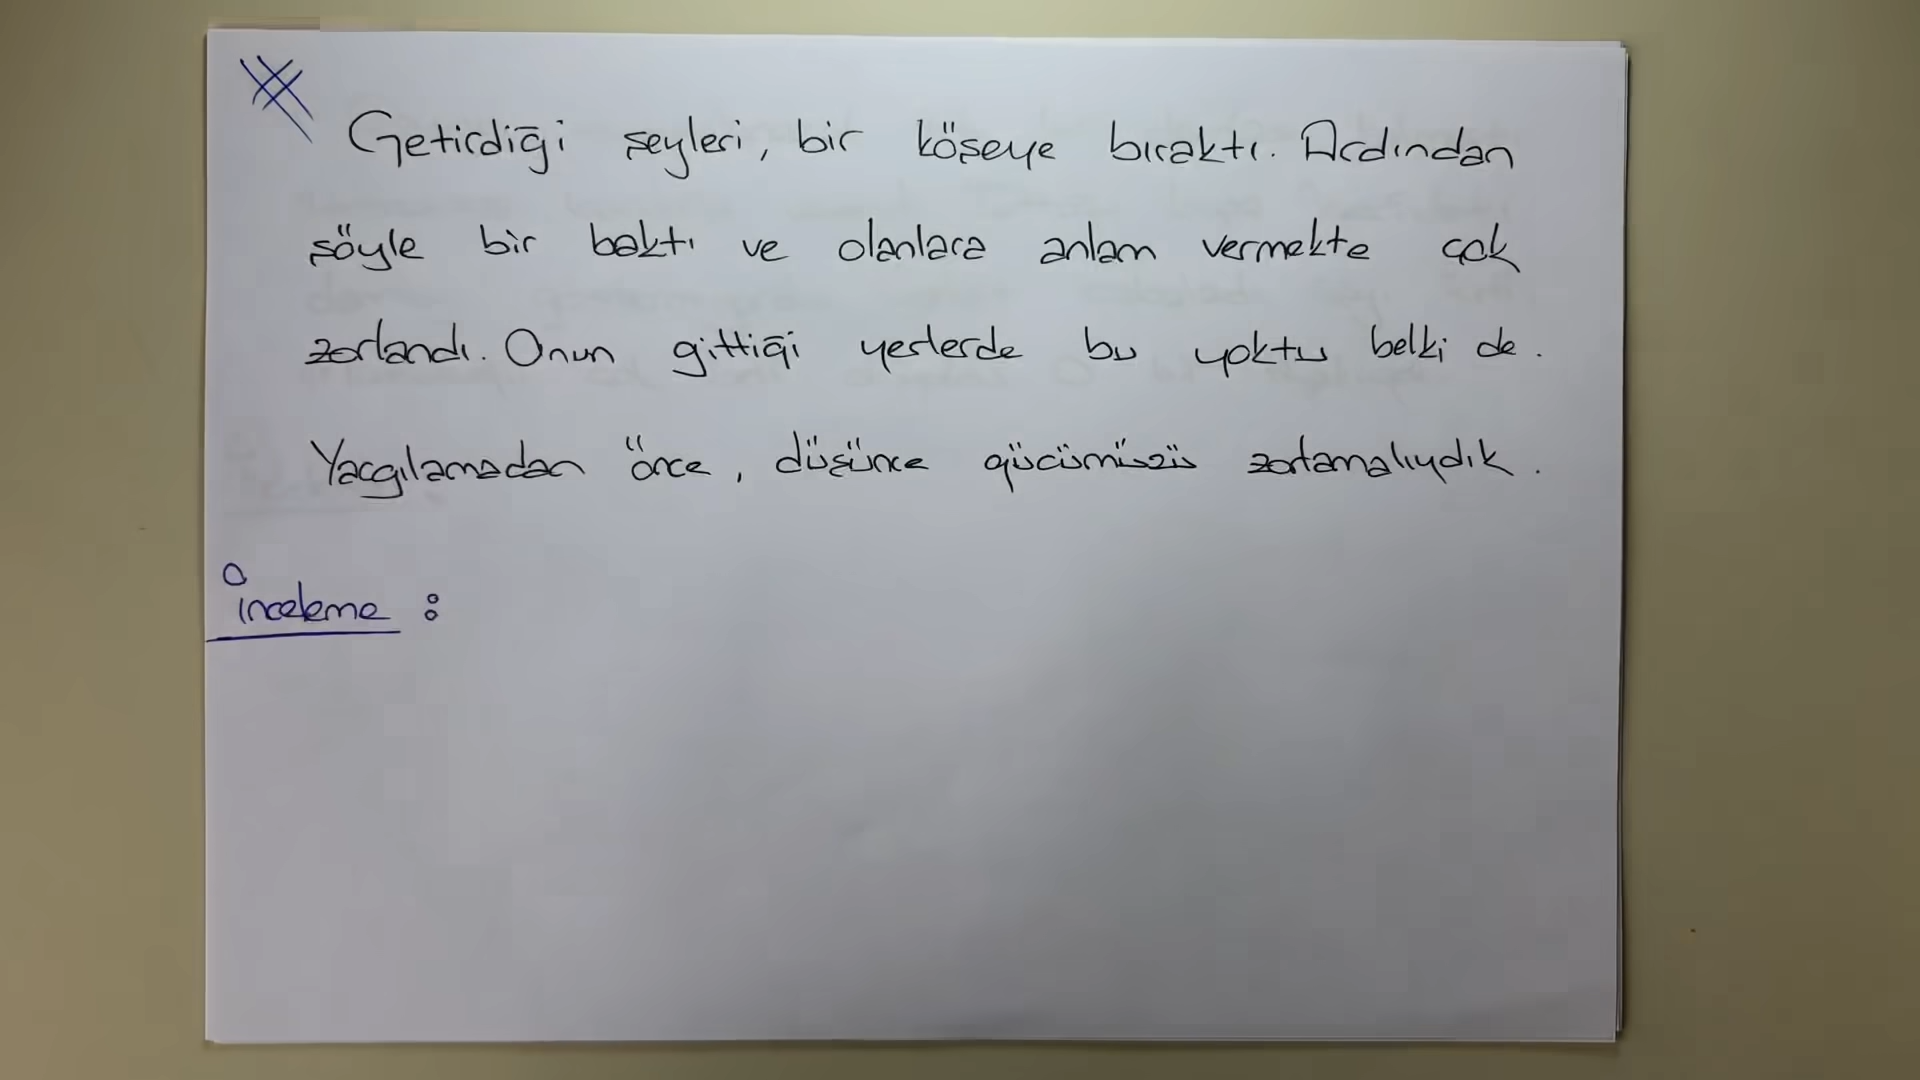 Getirdiği şeyleri, bir köşeye bıraktı. Ardından
şöyle bir baktı ve olanlara anlam vermekte çok
zorlandı. Onun gittiği yerlerde bu yoktu belki de.
Yargılamadan önce, düşünce gücümüzü zorlamalıydık.
İnceleme :